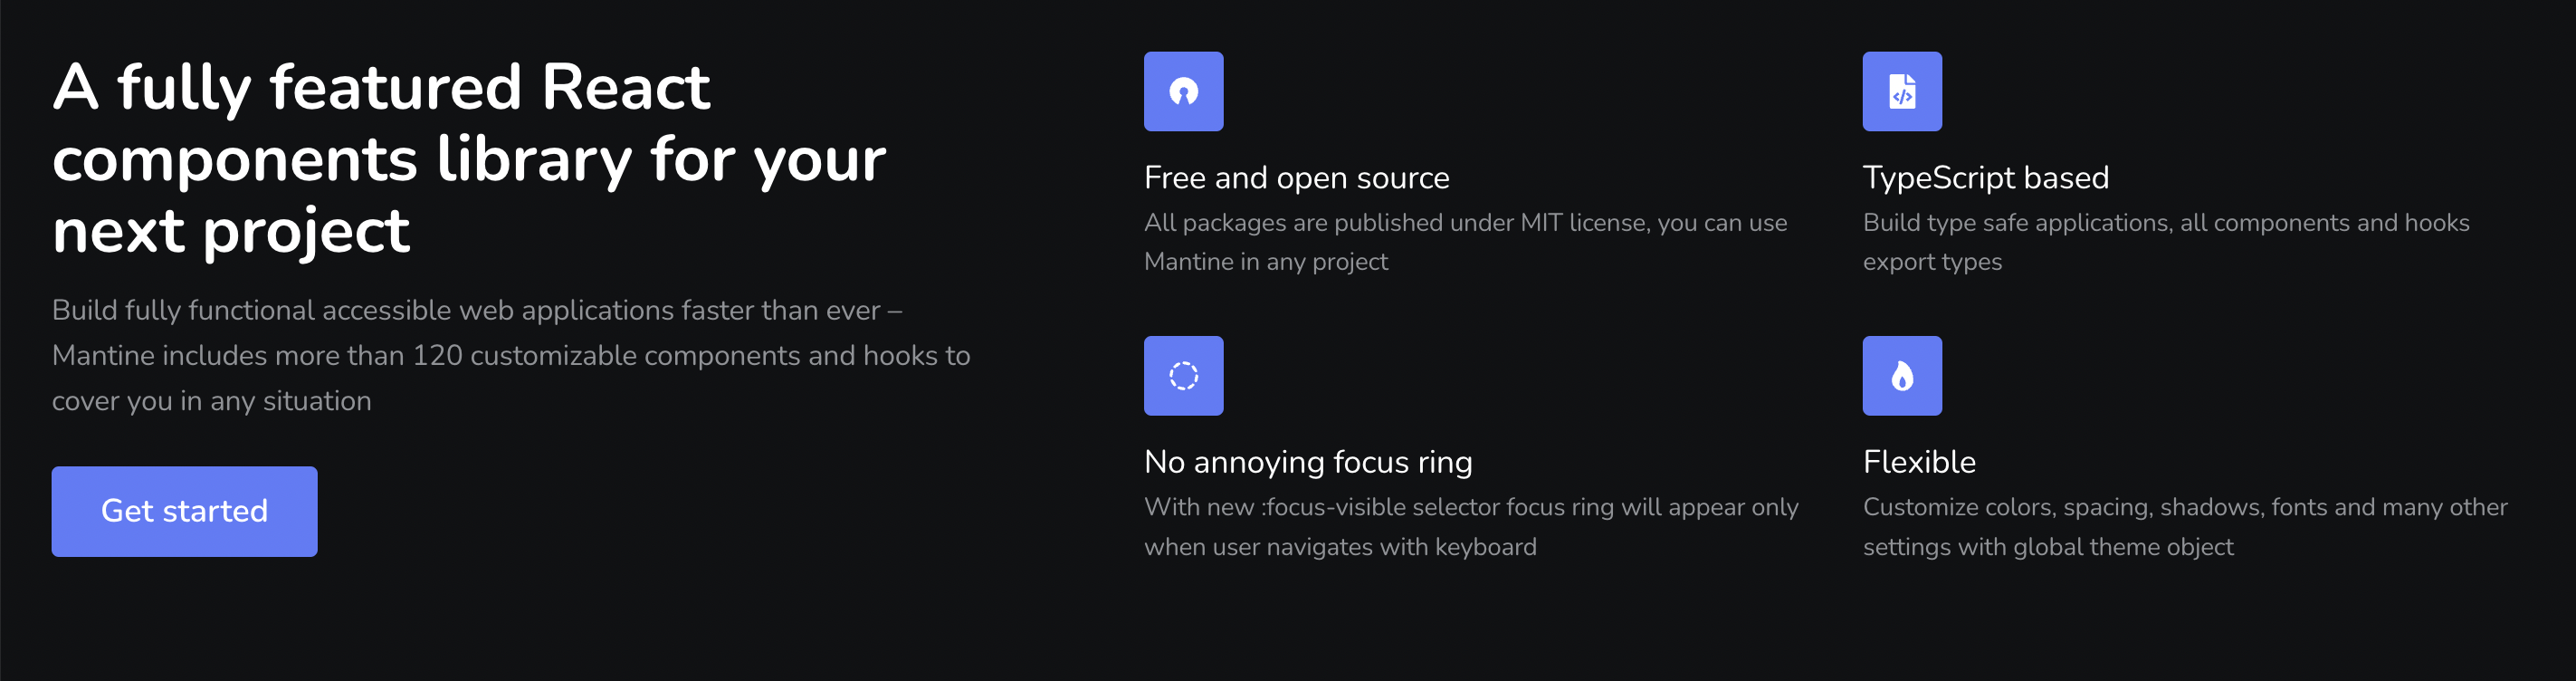 A fully featured React
components library for your
next project
Build fully functional accessible web applications faster than ever –
Mantine includes more than 120 customizable components and hooks to
cover you in any situation
Get started
Free and open source
All packages are published under MIT license, you can use
Mantine in any project
TypeScript based
Build type safe applications, all components and hooks
export types
No annoying focus ring
With new :focus-visible selector focus ring will appear only
when user navigates with keyboard
Flexible
Customize colors, spacing, shadows, fonts and many other
settings with global theme object